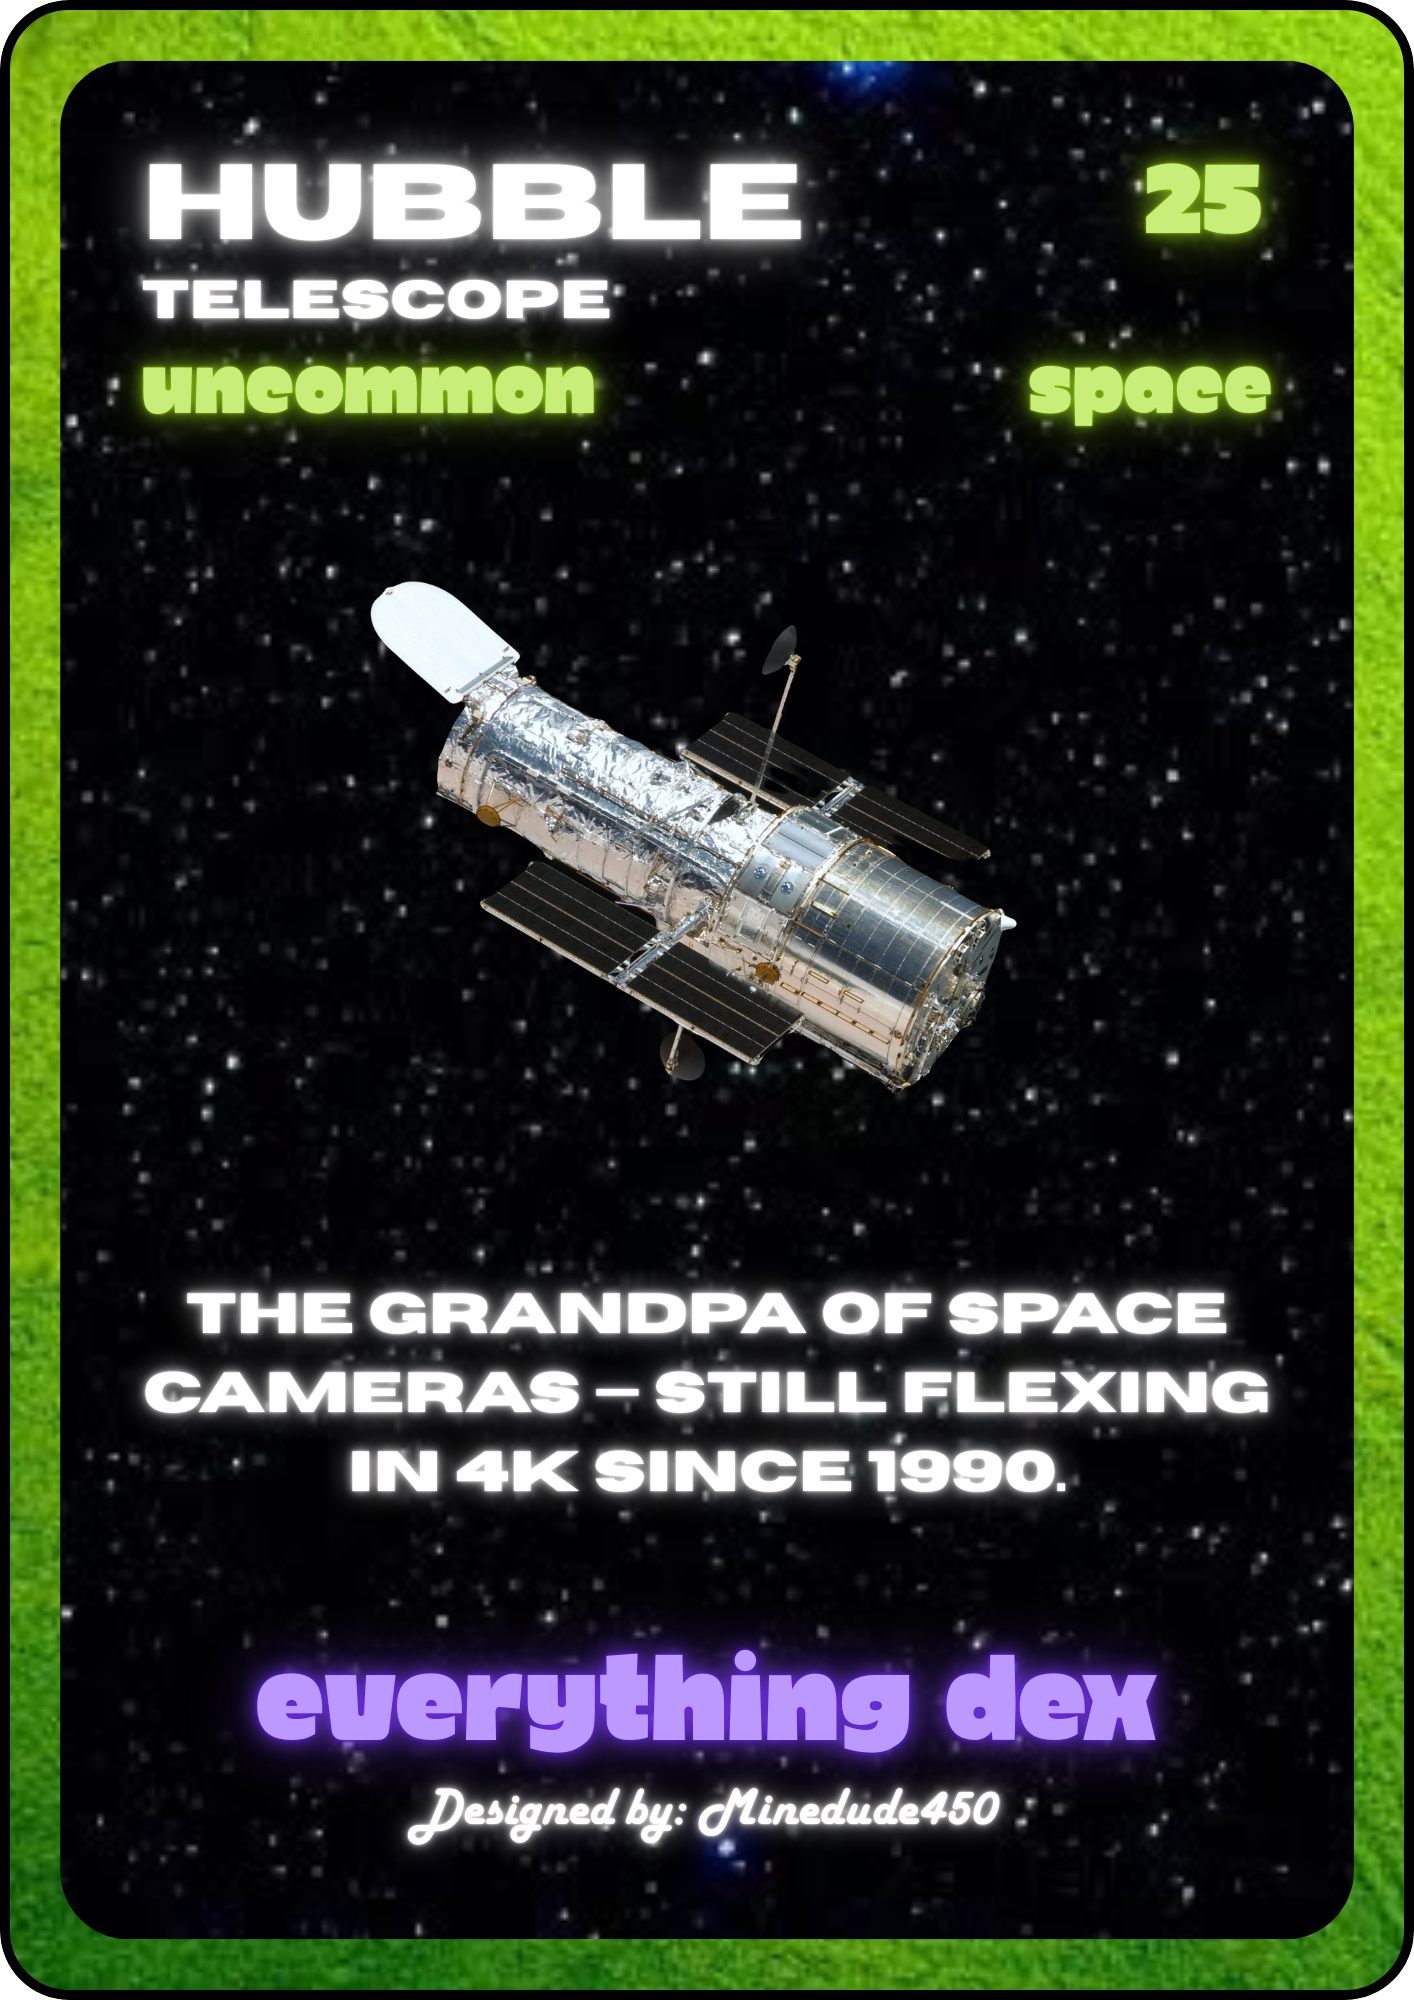 HUBBLE
25
TELESCOPE
uncommon
space
THE GRANDPA OF SPACE
CAMERAS – STILL FLEXING
IN 4K SINCE 1990.
everything dex
Designed by: Minedude450